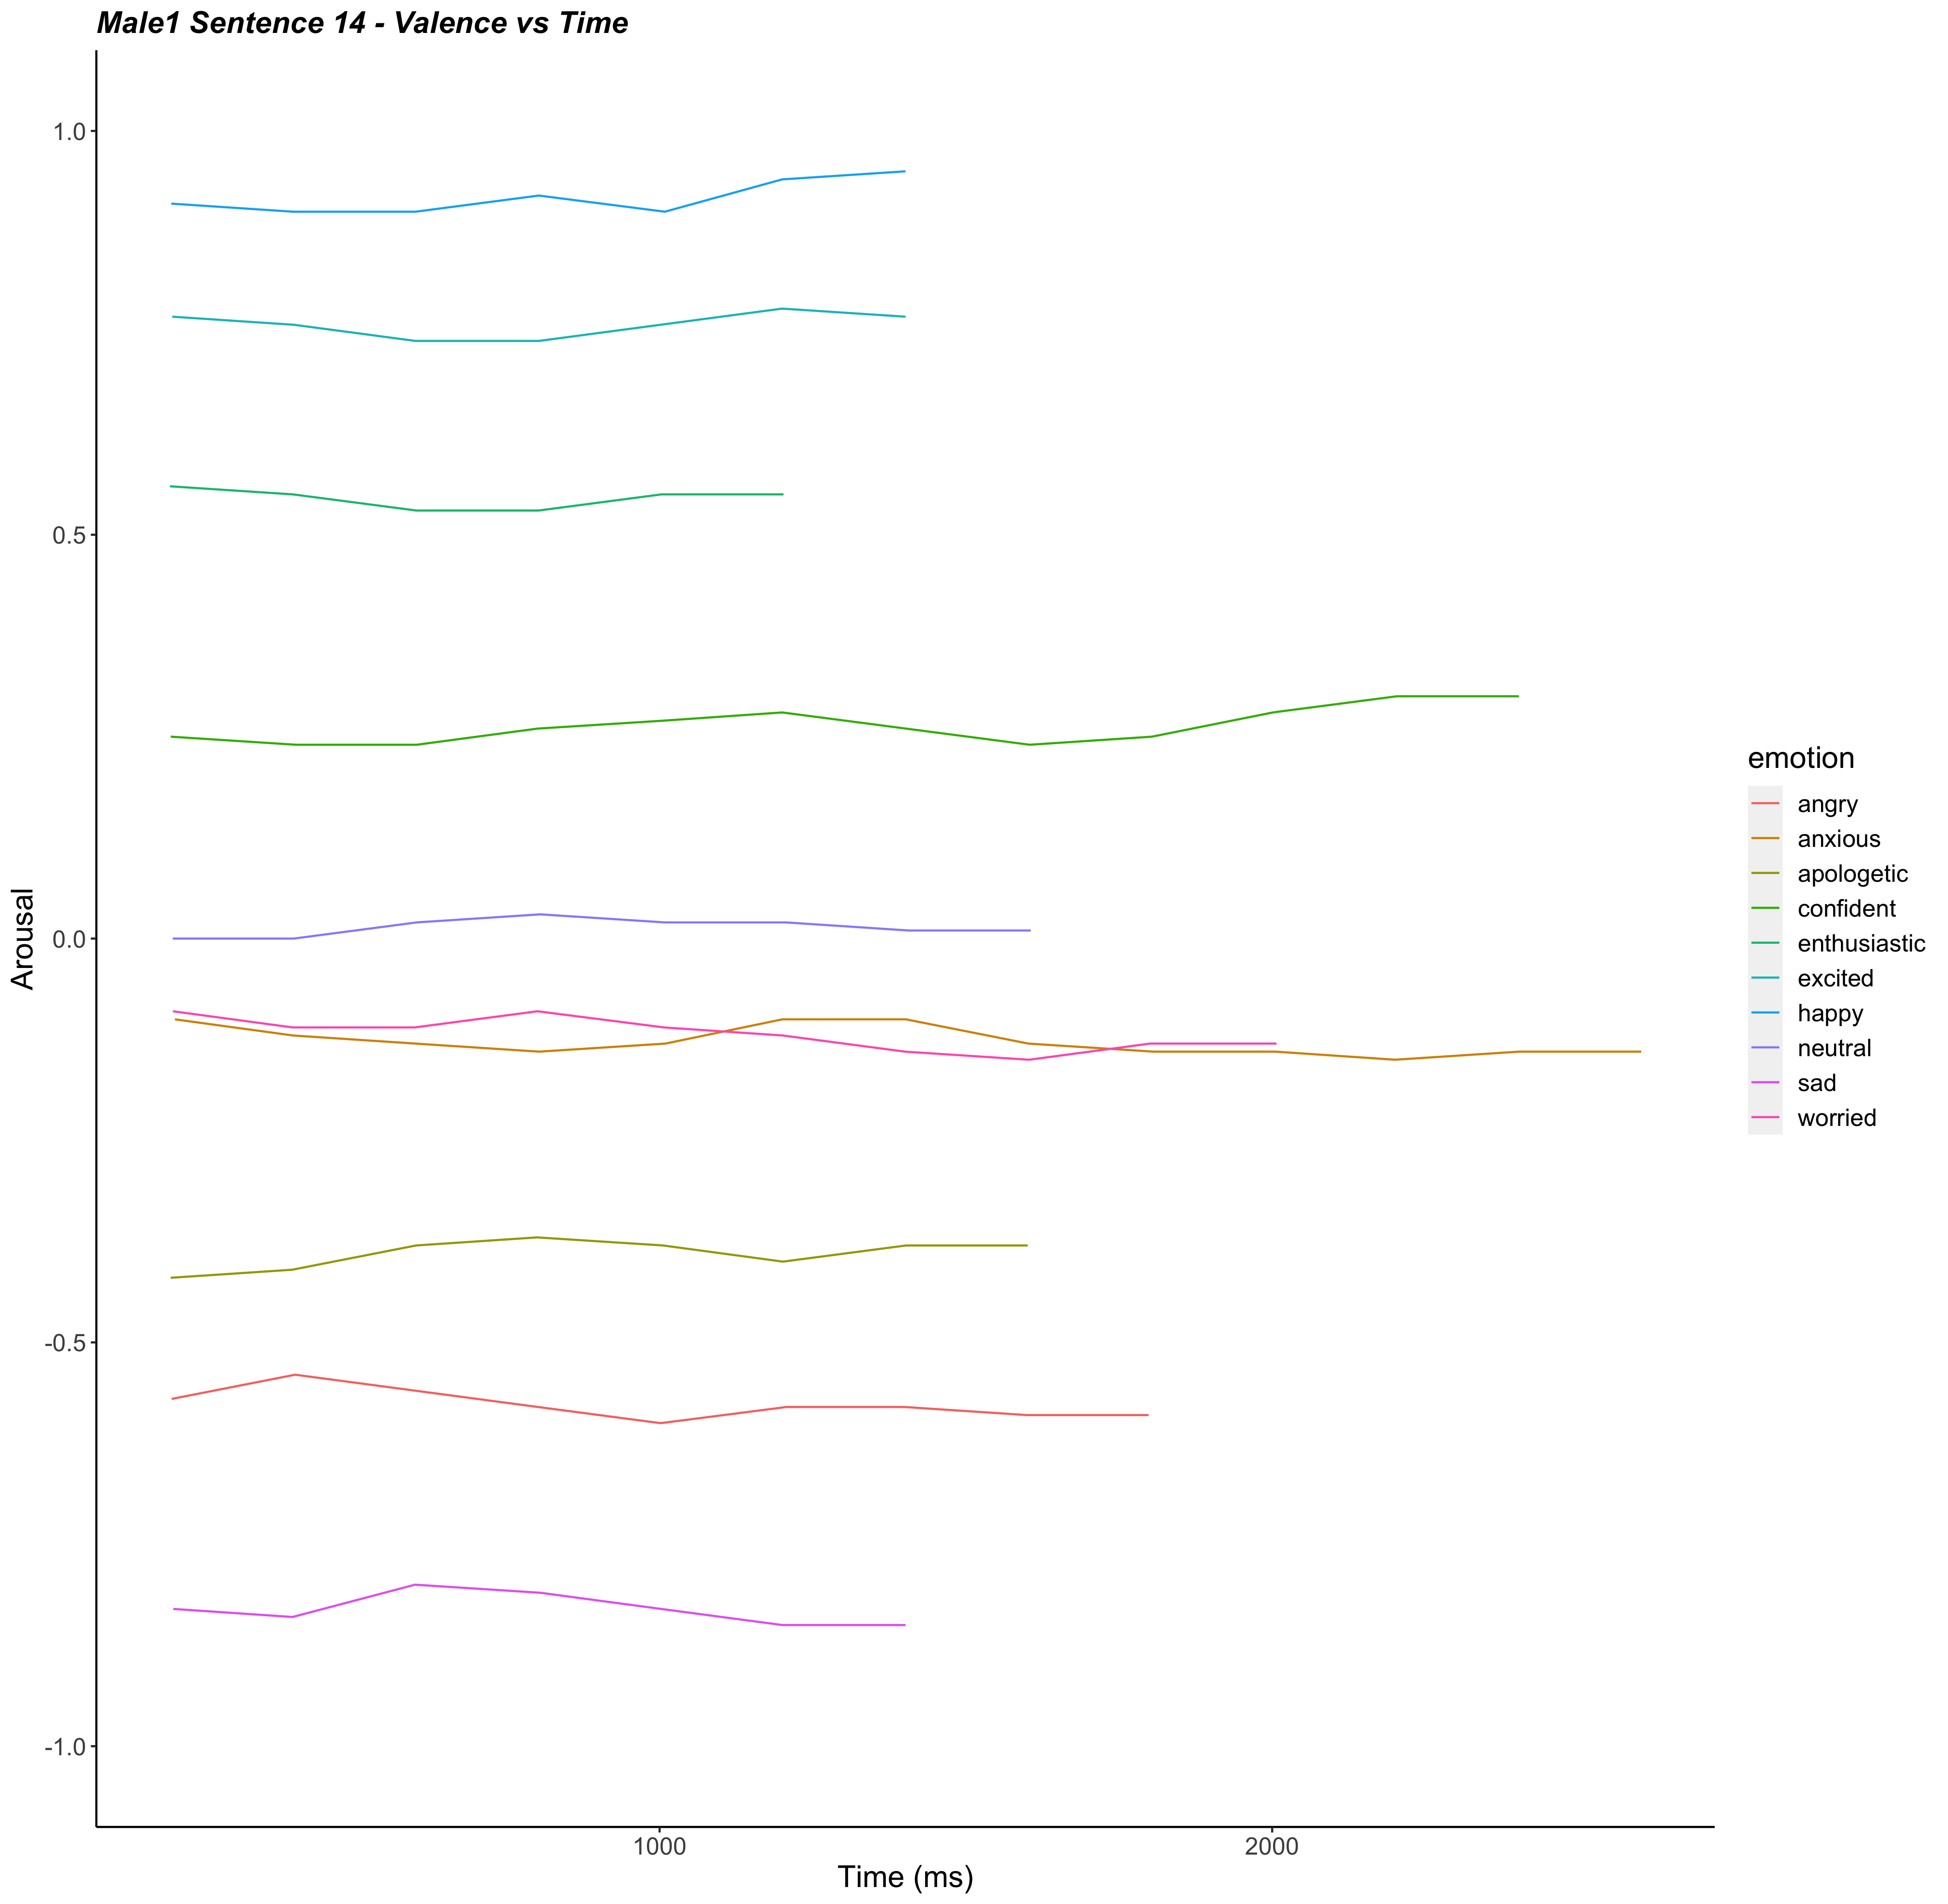 Male1 Sentence 14 - Valence vs Time
1.0
0.5
0.0
-0.5
-1.0
Arousal
1000
2000
Time (ms)
emotion
angry
anxious
apologetic
confident
enthusiastic
excited
happy
neutral
sad
worried